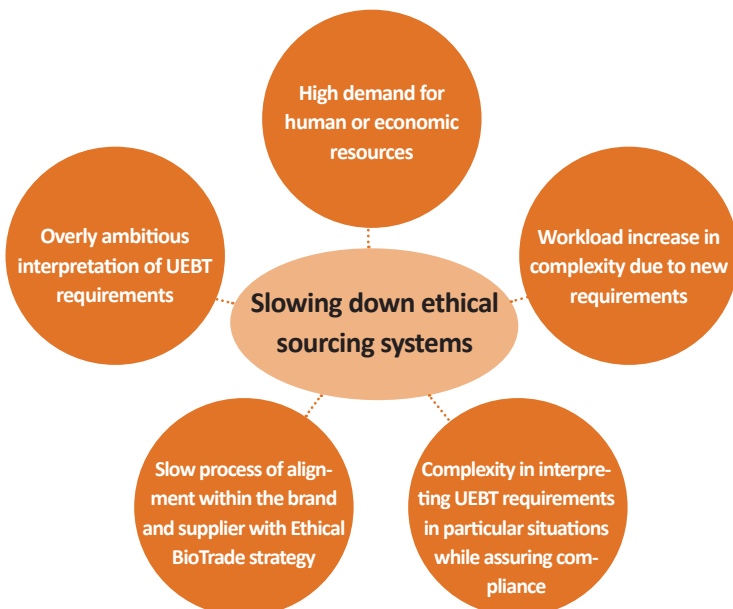 High demand for
human or economic
resources
Overly ambitious
interpretation of UEBT
requirements
Workload increase in
complexity due to new
requirements
Slowing down ethical
sourcing systems
Slow process of align-
ment within the brand
and supplier with Ethical
BioTrade strategy
Complexity in interpre-
ting UEBT requirements
in particular situations
while assuring com-
pliance